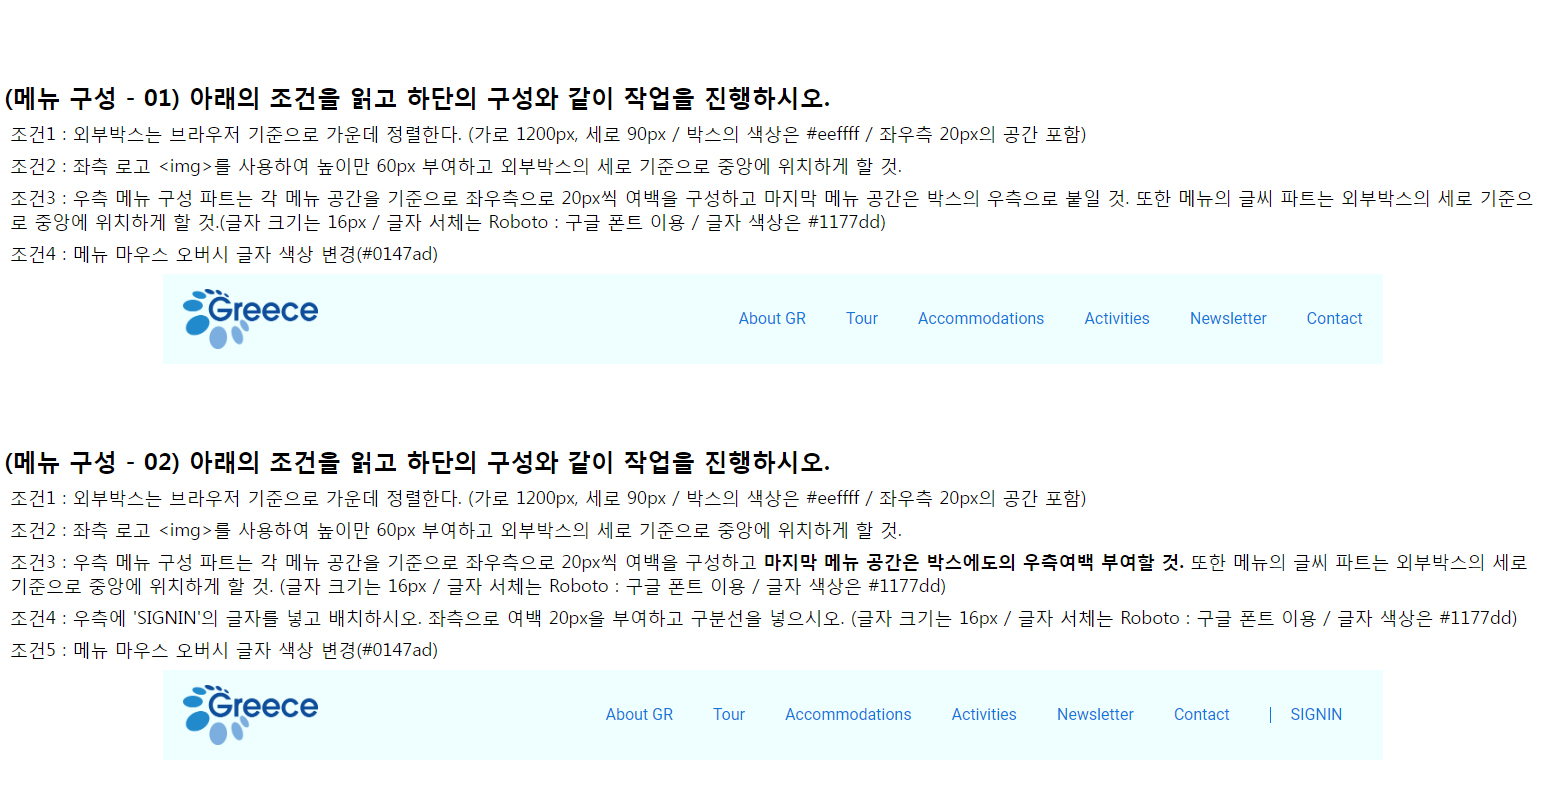 (메뉴 구성 - 01) 아래의 조건을 읽고 하단의 구성와 같이 작업을 진행하시오.
조건1 : 외부박스는 브라우저 기준으로 가운데 정렬한다. (가로 1200px, 세로 90px / 박스의 색상은 #eeffff / 좌우측 20px의 공간 포함)
조건2 : 좌측 로고 <img>를 사용하여 높이만 60px 부여하고 외부박스의 세로 기준으로 중앙에 위치하게 할 것.
조건3 : 우측 메뉴 구성 파트는 각 메뉴 공간을 기준으로 좌우측으로 20px씩 여백을 구성하고 마지막 메뉴 공간은 박스의 우측으로 붙일 것. 또한 메뉴의 글씨 파트는 외부박스의 세로 기준으
로 중앙에 위치하게 할 것.(글자 크기는 16px / 글자 서체는 Roboto : 구글 폰트 이용 / 글자 색상은 #1177dd)
조건4 : 메뉴 마우스 오버시 글자 색상 변경(#0147ad)
Greece About GR Tour Accommodations Activities Newsletter Contact
(메뉴 구성 - 02) 아래의 조건을 읽고 하단의 구성와 같이 작업을 진행하시오.
조건1 : 외부박스는 브라우저 기준으로 가운데 정렬한다. (가로 1200px, 세로 90px / 박스의 색상은 #eeffff / 좌우측 20px의 공간 포함)
조건2 : 좌측 로고 <img>를 사용하여 높이만 60px 부여하고 외부박스의 세로 기준으로 중앙에 위치하게 할 것.
조건3 : 우측 메뉴 구성 파트는 각 메뉴 공간을 기준으로 좌우측으로 20px씩 여백을 구성하고 마지막 메뉴 공간은 박스에도의 우측여백 부여할 것. 또한 메뉴의 글씨 파트는 외부박스의 세로
기준으로 중앙에 위치하게 할 것. (글자 크기는 16px / 글자 서체는 Roboto : 구글 폰트 이용 / 글자 색상은 #1177dd)
조건4 : 우측에 'SIGNIN'의 글자를 넣고 배치하시오. 좌측으로 여백 20px을 부여하고 구분선을 넣으시오. (글자 크기는 16px / 글자 서체는 Roboto : 구글 폰트 이용 / 글자 색상은 #1177dd)
조건5 : 메뉴 마우스 오버시 글자 색상 변경(#0147ad)
Greece About GR Tour Accommodations Activities Newsletter Contact | SIGNIN